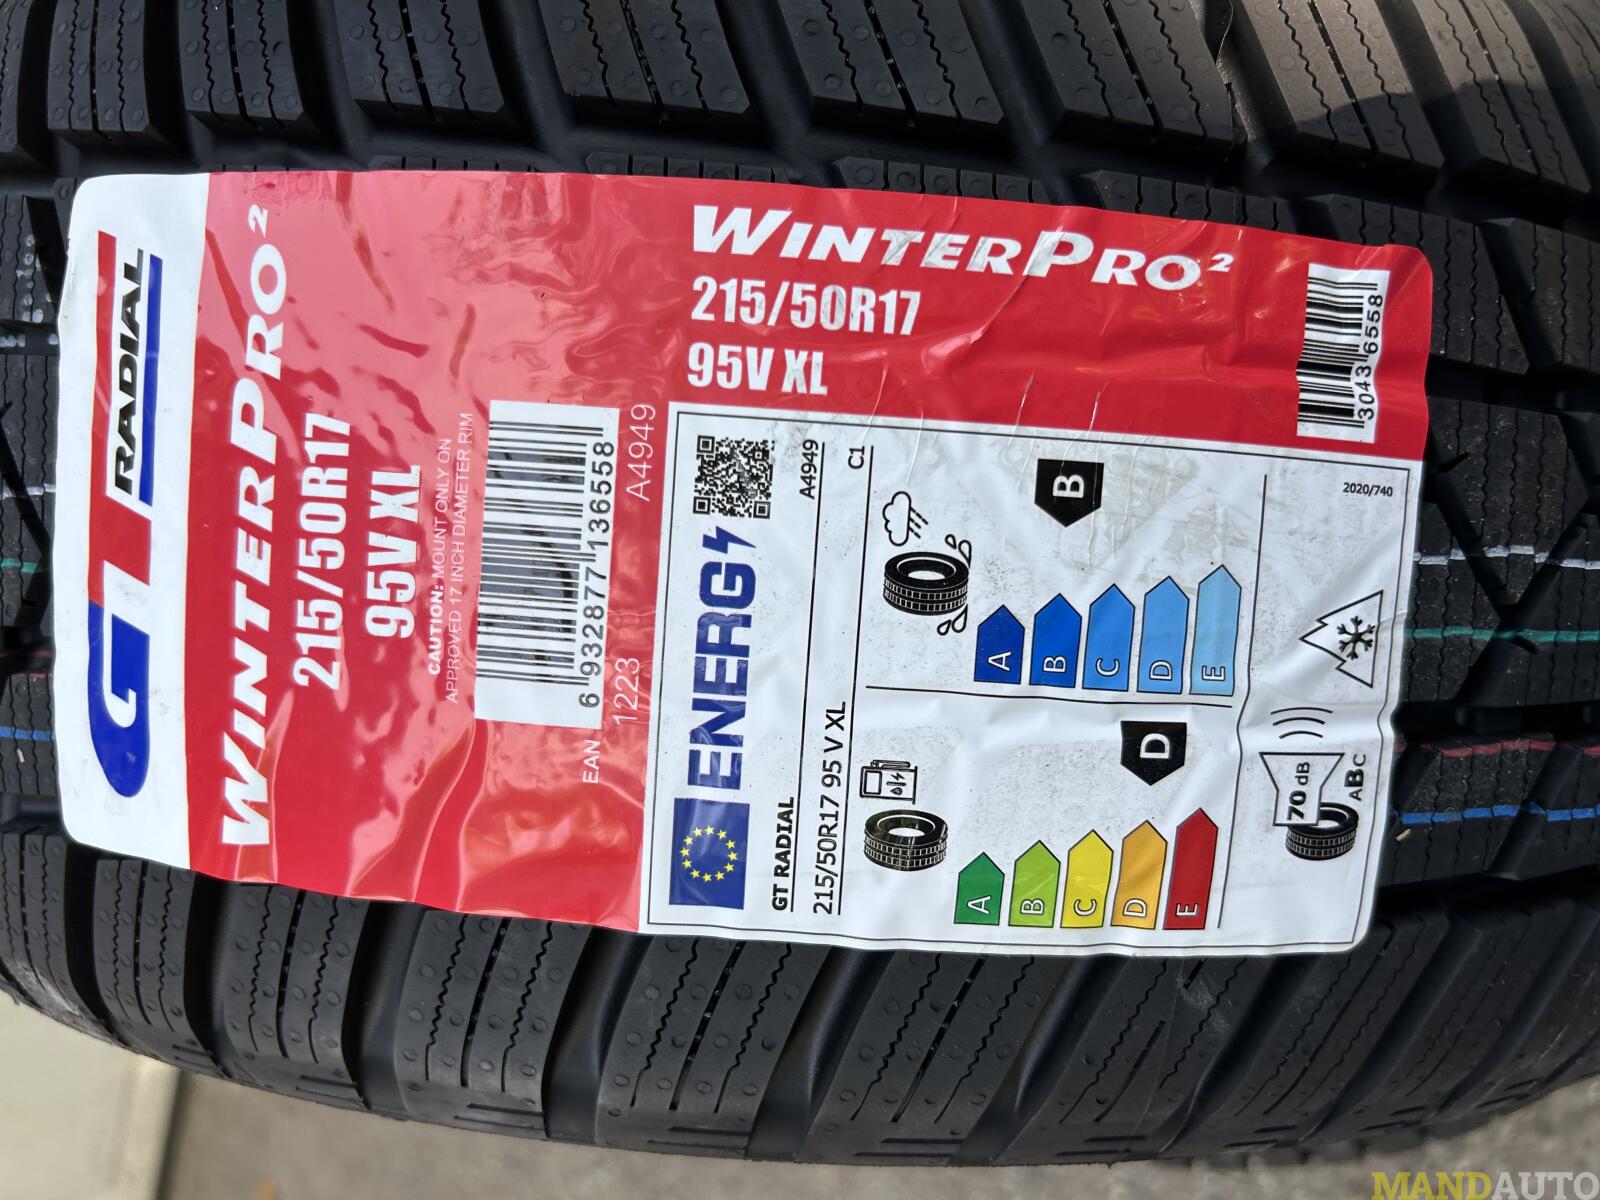 GT RADIAL
WINTERPRO²
215/50R17
95V XL
CAUTION: MOUNT ONLY ON
APPROVED 17 INCH DIAMETER RIM
6 932877 136558
EAN 1223 A4949
WINTERPRO²
215/50R17
95V XL
30436558
ENERG
GT RADIAL A4949
215/50R17 95 V XL C1
B
A
B
C
D
E
D
A
B
C
D
E
70 dB
ABC
2020/740
MANDAUTO